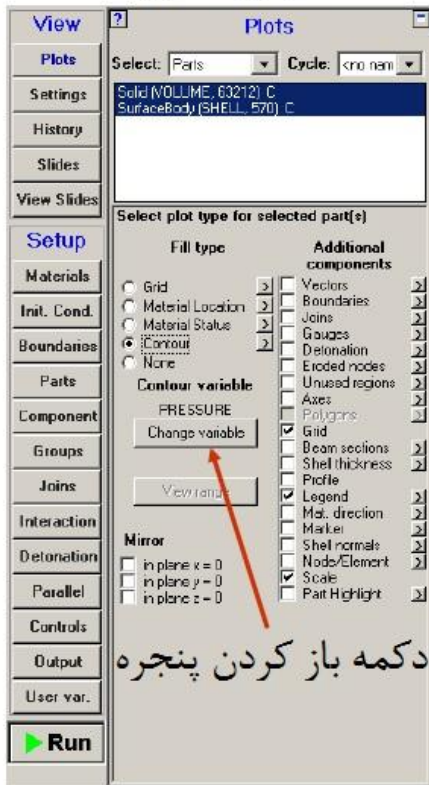 View
Plots
Settings
History
Slides
View Slides
Setup
Materials
Init. Cond.
Boundaries
Parts
Component
Groups
Joins
Interaction
Detonation
Parallel
Controls
Output
User var.
Run
?
Plots
Select: Parts
Cycle: <no nam
Solid (VOLUME, 63212) C
SurfaceBody (SHELL, 570) C
Select plot type for selected part(s)
Fill type
Grid >
Material Location >
Material Status >
Contour >
None
Contour variable
PRESSURE
Change variable
View range
Mirror
in plane x = 0
in plane y = 0
in plane z = 0
Additional
components
Vectors >
Boundaries >
Joins >
Gauges >
Detonation >
Eroded nodes >
Unused regions >
Axes >
Polygons >
Grid
Beam sections >
Shell thickness >
Profile
Legend >
Mat. direction >
Marker >
Shell normals >
Node/Element >
Scale
Part Highlight >
دکمه باز کردن پنجره